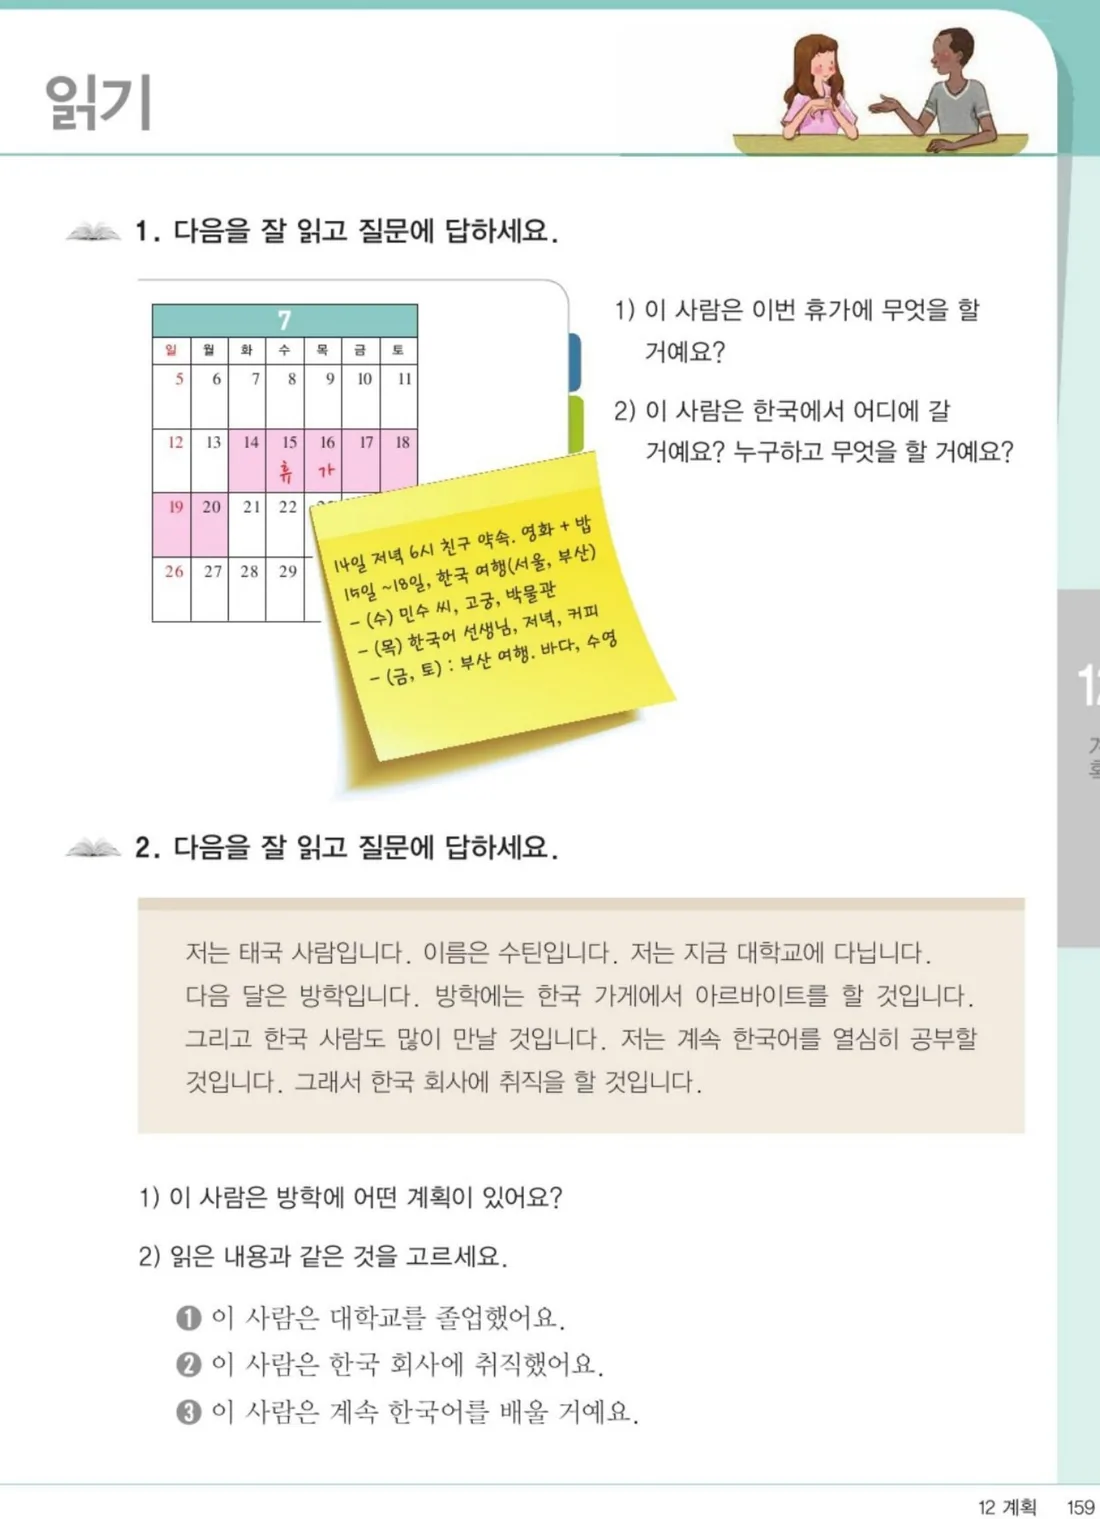 읽기
1. 다음을 잘 읽고 질문에 답하세요.
7
일 월 화 수 목 금 토
5 6 7 8 9 10 11
12 13 14 15 16 17 18
휴 가
19 20 21 22
26 27 28 29
14일 저녁 6시 친구 약속. 영화 + 밥
15일 ~18일, 한국 여행(서울, 부산)
- (수) 민수 씨, 고궁, 박물관
- (목) 한국어 선생님, 저녁, 커피
- (금, 토) : 부산 여행. 바다, 수영
1) 이 사람은 이번 휴가에 무엇을 할
거예요?
2) 이 사람은 한국에서 어디에 갈
거예요? 누구하고 무엇을 할 거예요?
2. 다음을 잘 읽고 질문에 답하세요.
저는 태국 사람입니다. 이름은 수틴입니다. 저는 지금 대학교에 다닙니다.
다음 달은 방학입니다. 방학에는 한국 가게에서 아르바이트를 할 것입니다.
그리고 한국 사람도 많이 만날 것입니다. 저는 계속 한국어를 열심히 공부할
것입니다. 그래서 한국 회사에 취직을 할 것입니다.
1) 이 사람은 방학에 어떤 계획이 있어요?
2) 읽은 내용과 같은 것을 고르세요.
❶ 이 사람은 대학교를 졸업했어요.
❷ 이 사람은 한국 회사에 취직했어요.
❸ 이 사람은 계속 한국어를 배울 거예요.
12 계획 159